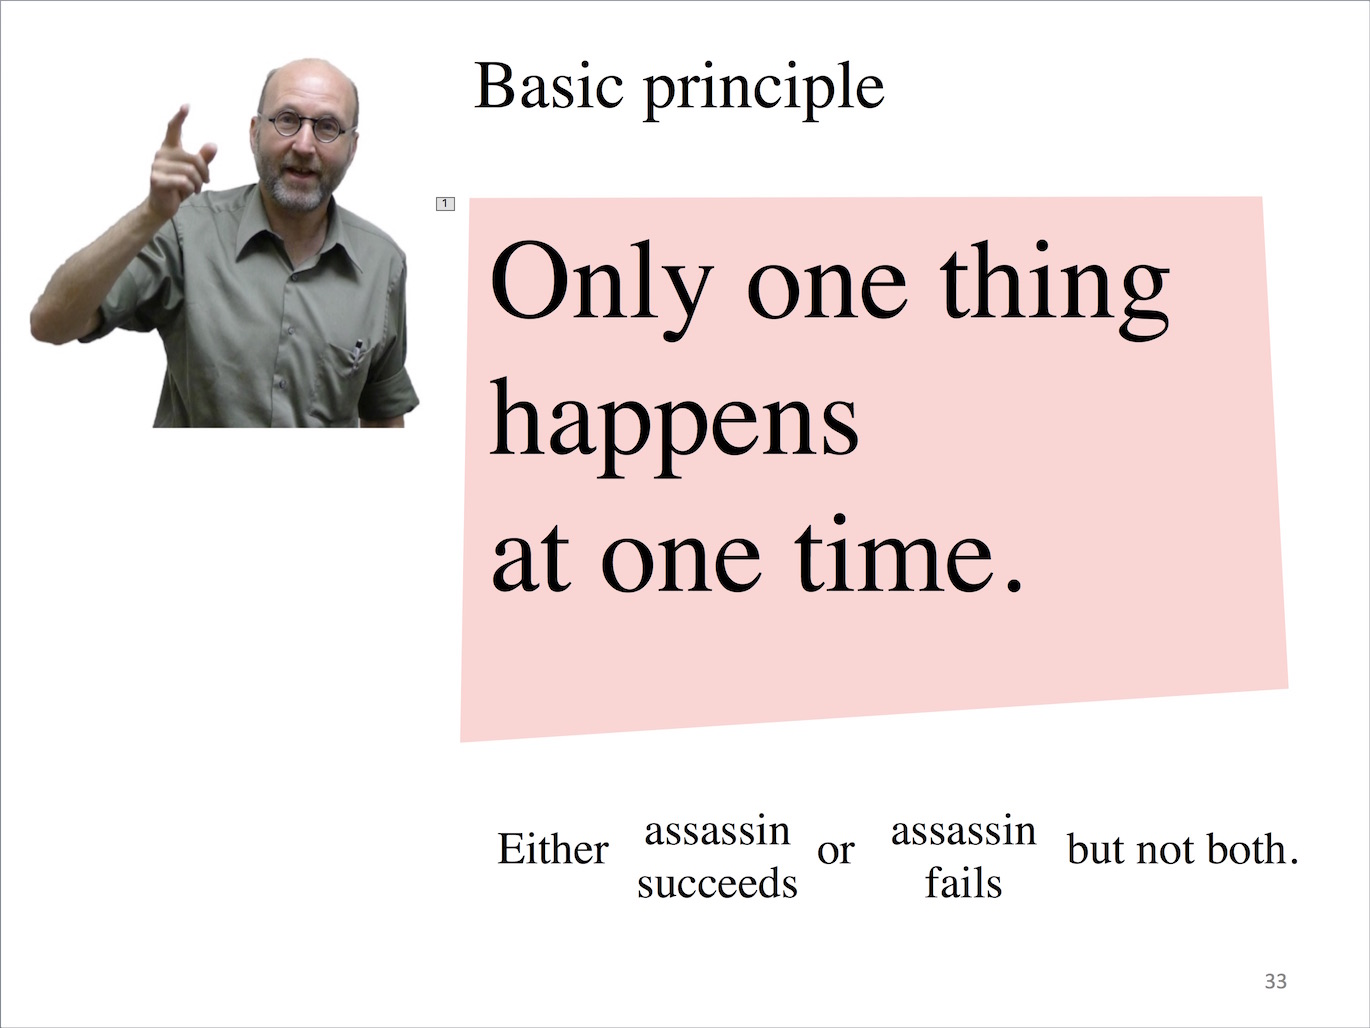 Basic principle
1
Only one thing
happens
at one time.
Either assassin succeeds or assassin fails but not both.
33